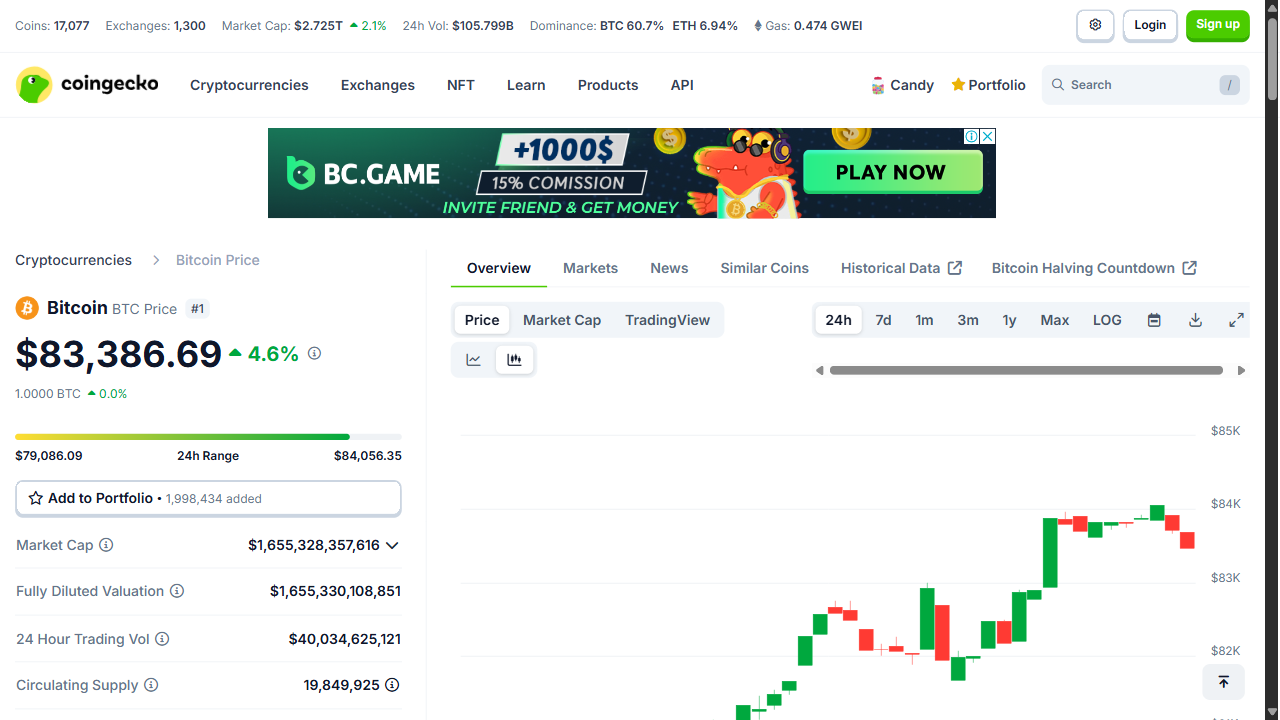 Coins: 17,077 Exchanges: 1,300 Market Cap: $2.725T 2.1% 24h Vol: $105.799B Dominance: BTC 60.7% ETH 6.94% Gas: 0.474 GWEI
Login
Sign up
coingecko
Cryptocurrencies Exchanges NFT Learn Products API
Candy Portfolio Search /
BC.GAME
+1000$
15% COMISSION
INVITE FRIEND & GET MONEY
PLAY NOW
Cryptocurrencies > Bitcoin Price
Bitcoin BTC Price #1
$83,386.69 4.6%
1.0000 BTC 0.0%
$79,086.09 24h Range $84,056.35
Add to Portfolio • 1,998,434 added
Market Cap $1,655,328,357,616
Fully Diluted Valuation $1,655,330,108,851
24 Hour Trading Vol $40,034,625,121
Circulating Supply 19,849,925
Overview Markets News Similar Coins Historical Data Bitcoin Halving Countdown
Price Market Cap TradingView
24h 7d 1m 3m 1y Max LOG
$85K
$84K
$83K
$82K